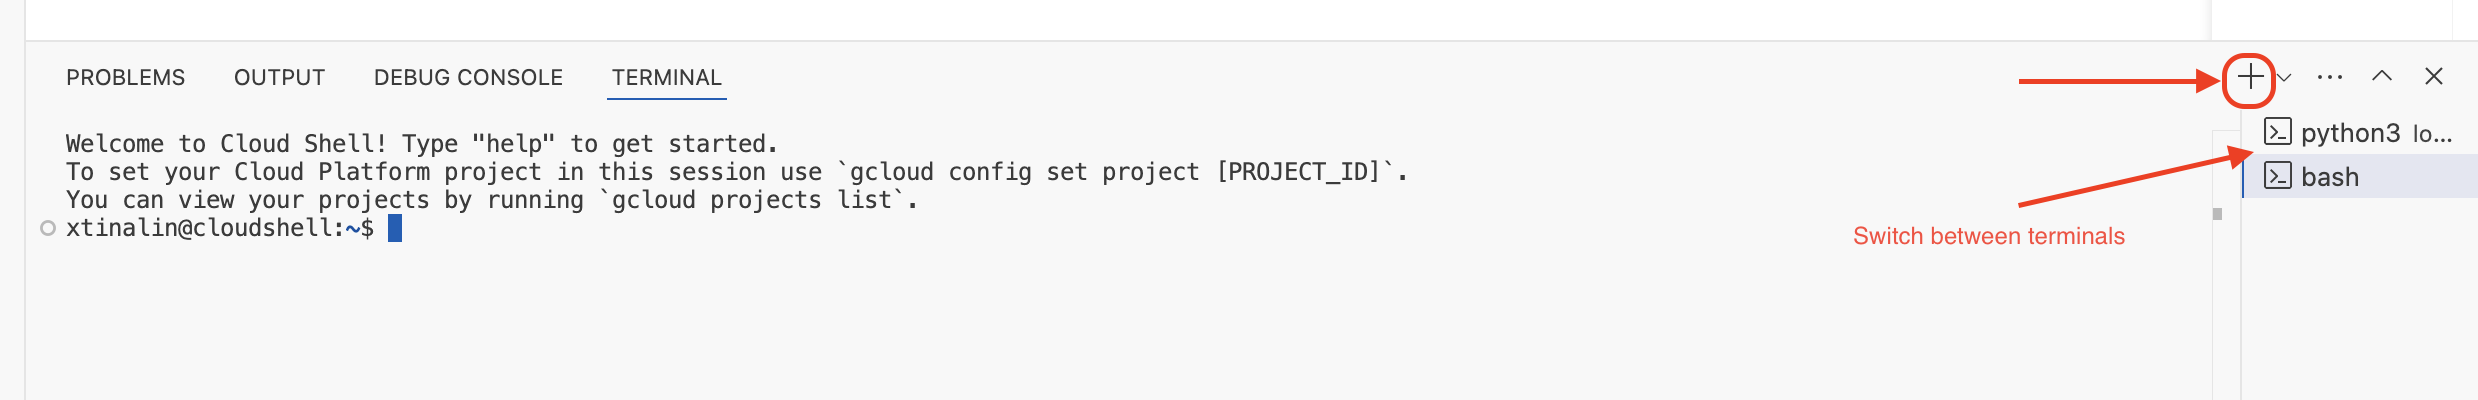 PROBLEMS OUTPUT DEBUG CONSOLE TERMINAL
Welcome to Cloud Shell! Type "help" to get started.
To set your Cloud Platform project in this session use `gcloud config set project [PROJECT_ID]`.
You can view your projects by running `gcloud projects list`.
xtinalin@cloudshell:~$
python3 lo...
bash
Switch between terminals